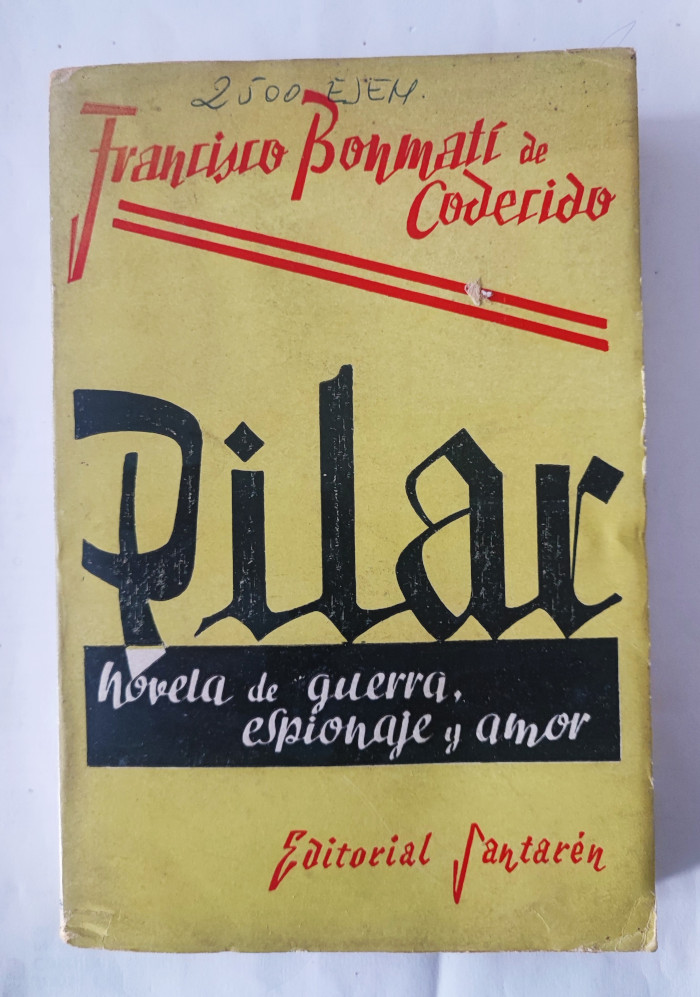 2500 EJEM.
Francisco Bonmatí de
Codecido
Pilar
novela de guerra,
espionaje y amor
Editorial Santarén